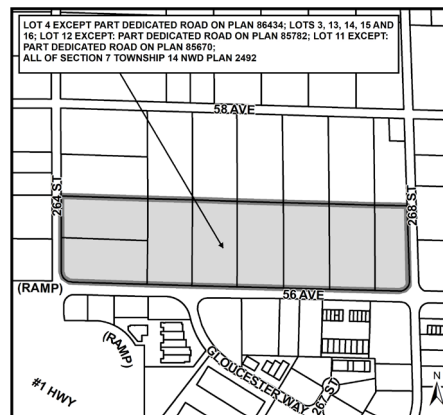 LOT 4 EXCEPT PART DEDICATED ROAD ON PLAN 86434; LOTS 3, 13, 14, 15 AND
16; LOT 12 EXCEPT: PART DEDICATED ROAD ON PLAN 85782; LOT 11 EXCEPT:
PART DEDICATED ROAD ON PLAN 85670;
ALL OF SECTION 7 TOWNSHIP 14 NWD PLAN 2492
58 AVE
264 ST
268 ST
(RAMP)
56 AVE
(RAMP)
GLOUCESTER WAY
267 ST
#1 HWY
N